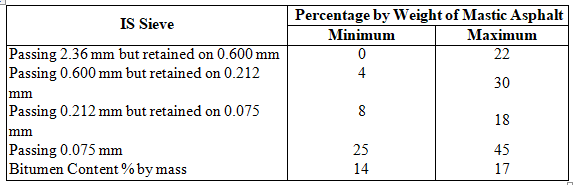 IS Sieve Percentage by Weight of Mastic Asphalt
Minimum Maximum
Passing 2.36 mm but retained on 0.600 mm 0 22
Passing 0.600 mm but retained on 0.212 4 30
mm
Passing 0.212 mm but retained on 0.075 8 18
mm
Passing 0.075 mm 25 45
Bitumen Content % by mass 14 17